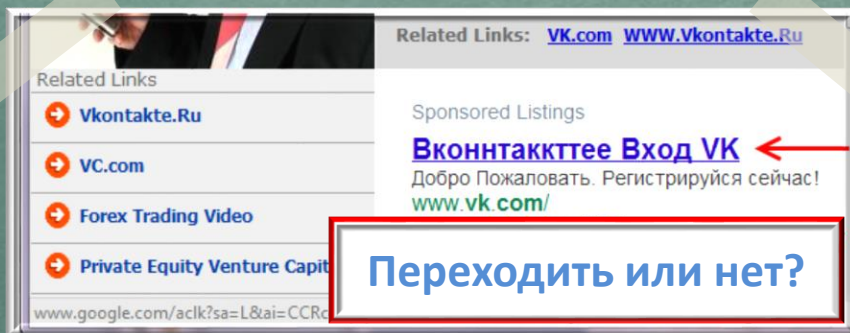 Related Links: VK.com WWW.Vkontakte.Ru
Related Links
Vkontakte.Ru
VC.com
Forex Trading Video
Private Equity Venture Capit
Sponsored Listings
Вконнтаккттее Вход VK
Добро Пожаловать. Регистрируйся сейчас!
www.vk.com/
Переходить или нет?
www.google.com/aclk?sa=L&ai=CCRc